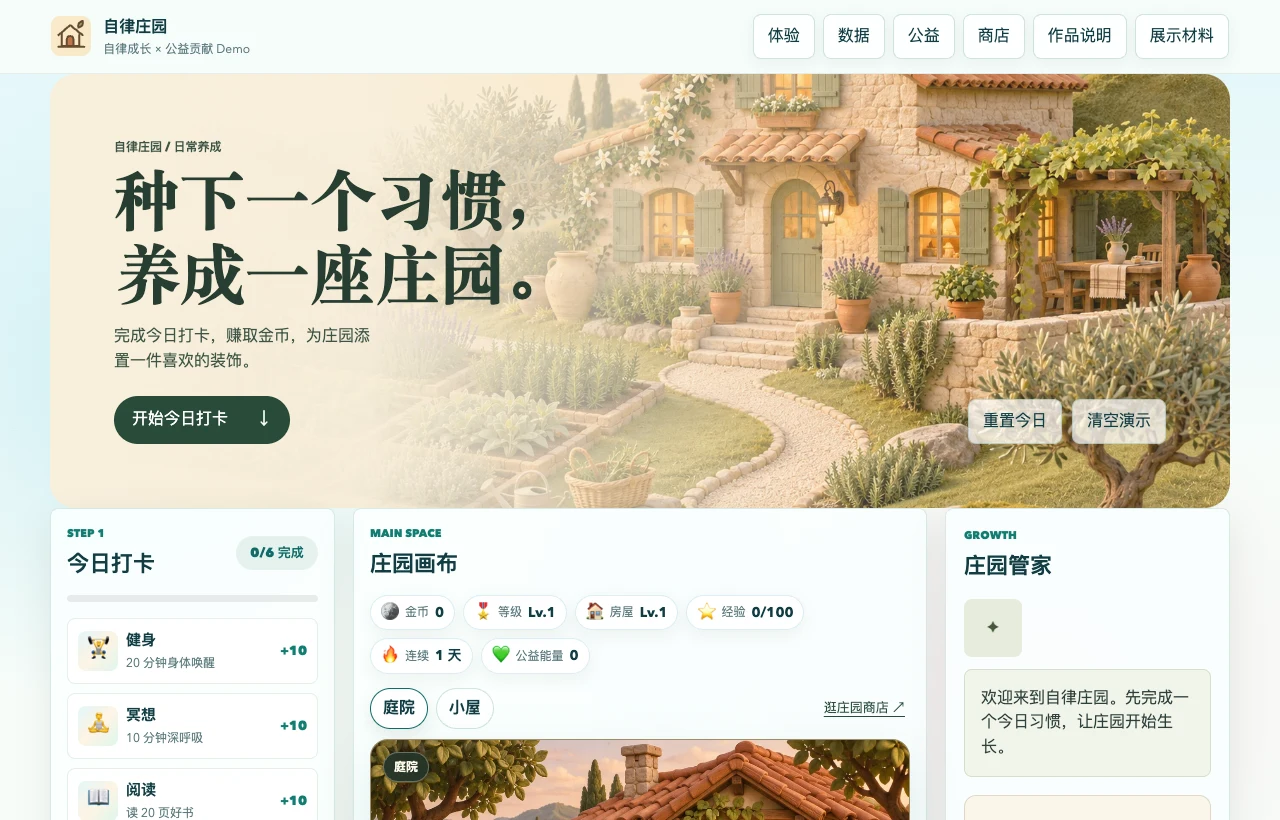 自律庄园
自律成长 × 公益贡献 Demo
体验
数据
公益
商店
作品说明
展示材料
自律庄园 / 日常养成
种下一个习惯，
养成一座庄园。
完成今日打卡，赚取金币，为庄园添
置一件喜欢的装饰。
开始今日打卡 ↓
重置今日
清空演示
STEP 1
今日打卡
0/6 完成
健身
20 分钟身体唤醒
+10
冥想
10 分钟深呼吸
+10
阅读
读 20 页好书
+10
MAIN SPACE
庄园画布
金币 0
等级 Lv.1
房屋 Lv.1
经验 0/100
连续 1 天
公益能量 0
庭院
小屋
逛庄园商店 ↗
庭院
GROWTH
庄园管家
欢迎来到自律庄园。先完成一
个今日习惯，让庄园开始生
长。